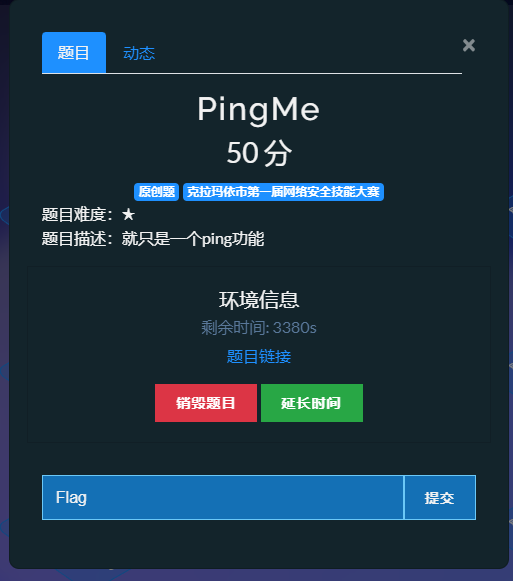 题目 动态 ×
PingMe
50 分
原创题 克拉玛依市第一届网络安全技能大赛
题目难度：★
题目描述：就只是一个ping功能
环境信息
剩余时间: 3380s
题目链接
销毁题目 延长时间
Flag 提交